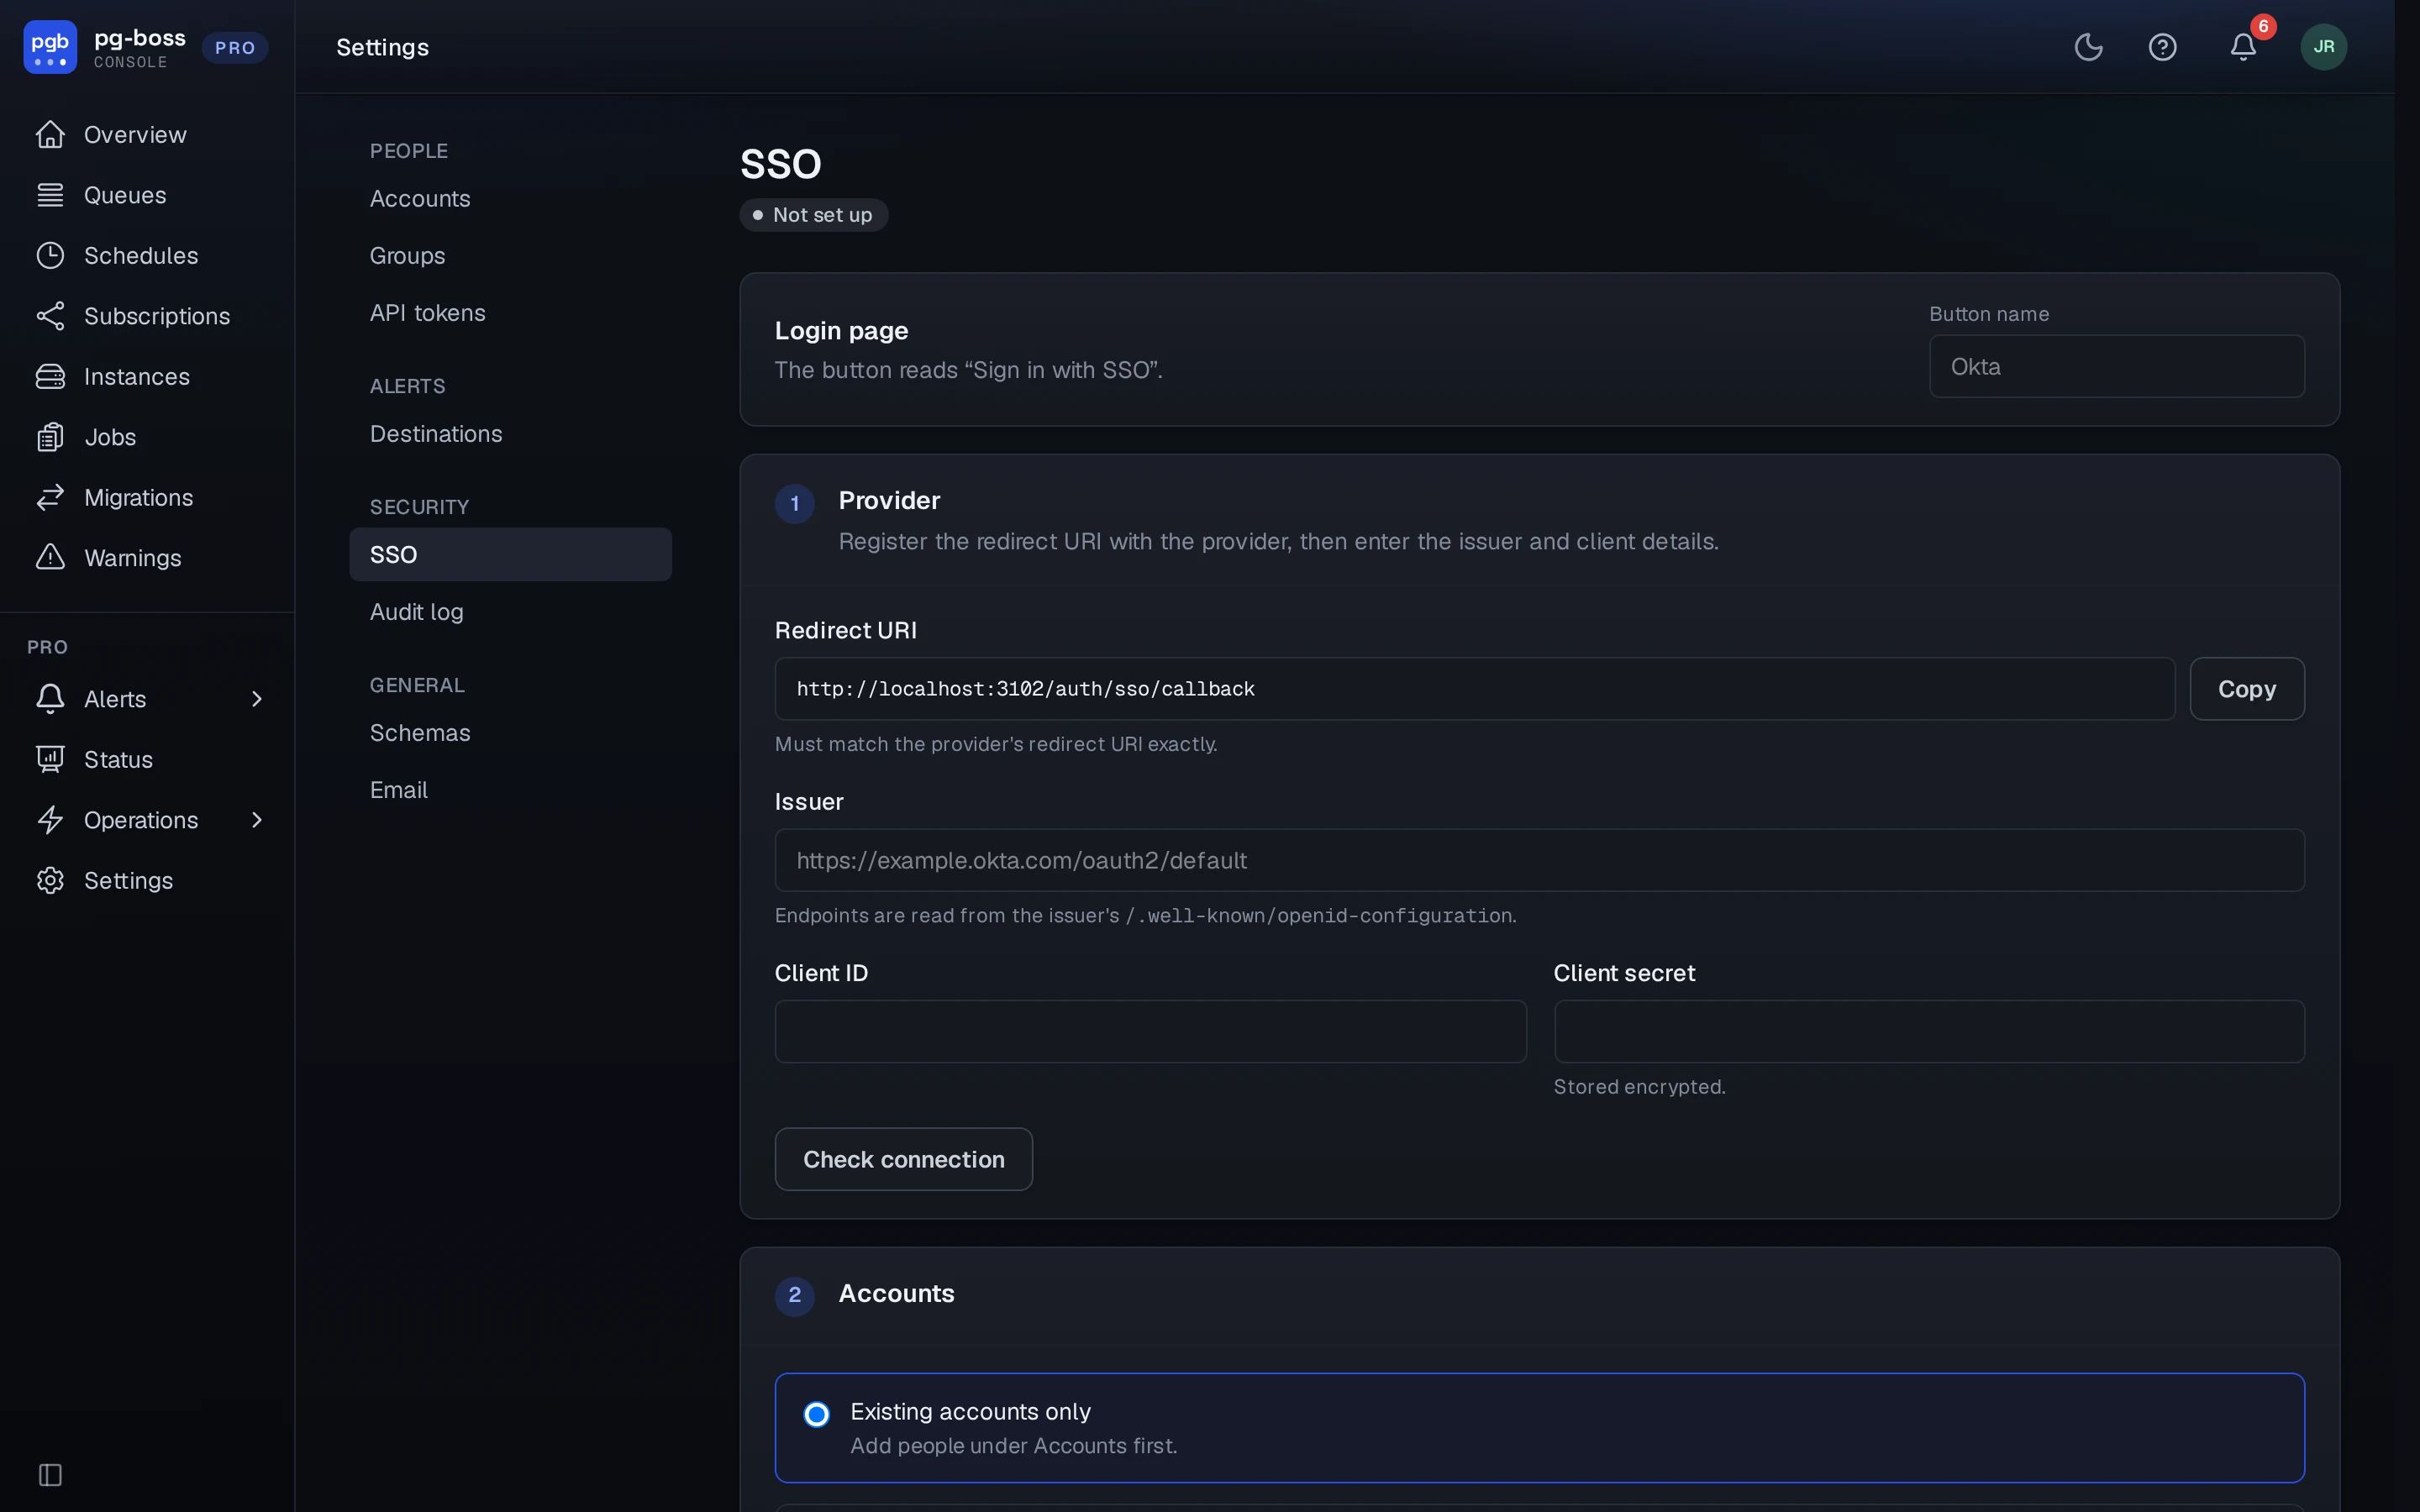 pgb
pg-boss
CONSOLE
PRO
Settings
6
JR
Overview
Queues
Schedules
Subscriptions
Instances
Jobs
Migrations
Warnings
PRO
Alerts
Status
Operations
Settings
PEOPLE
Accounts
Groups
API tokens
ALERTS
Destinations
SECURITY
SSO
Audit log
GENERAL
Schemas
Email
SSO
Not set up
Login page
The button reads “Sign in with SSO”.
Button name
Okta
1
Provider
Register the redirect URI with the provider, then enter the issuer and client details.
Redirect URI
http://localhost:3102/auth/sso/callback
Copy
Must match the provider's redirect URI exactly.
Issuer
https://example.okta.com/oauth2/default
Endpoints are read from the issuer's /.well-known/openid-configuration.
Client ID
Client secret
Stored encrypted.
Check connection
2
Accounts
Existing accounts only
Add people under Accounts first.